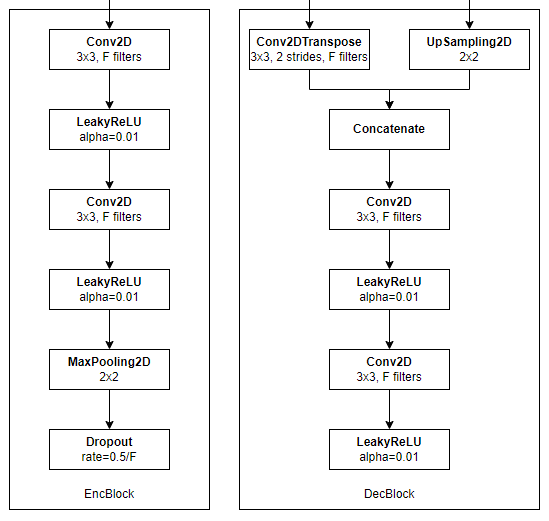 Conv2D
3x3, F filters
LeakyReLU
alpha=0.01
Conv2D
3x3, F filters
LeakyReLU
alpha=0.01
MaxPooling2D
2x2
Dropout
rate=0.5/F
EncBlock
Conv2DTranspose
3x3, 2 strides, F filters
UpSampling2D
2x2
Concatenate
Conv2D
3x3, F filters
LeakyReLU
alpha=0.01
Conv2D
3x3, F filters
LeakyReLU
alpha=0.01
DecBlock